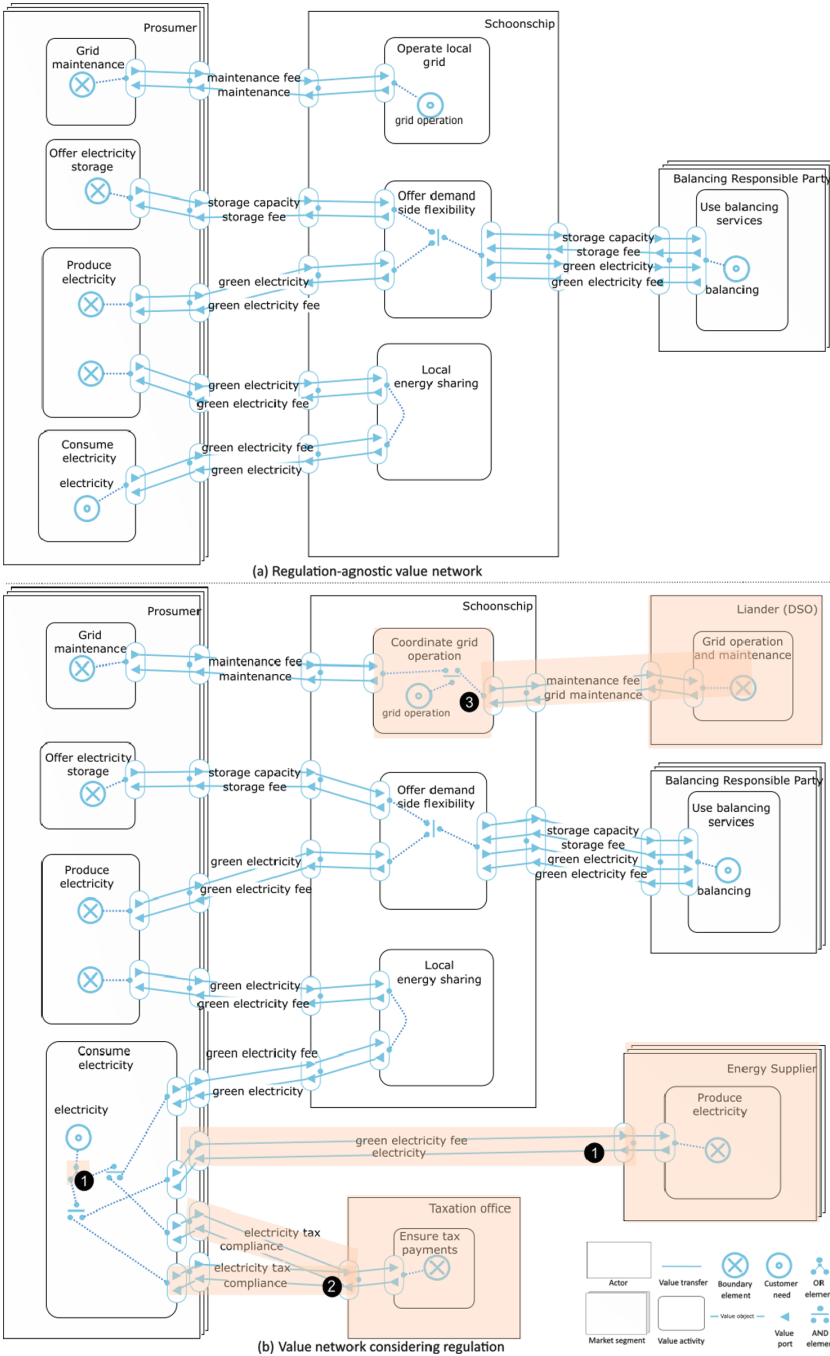 Prosumer
Schoonschip
Grid
maintenance
Operate local
grid
maintenance fee
maintenance
grid operation
Offer electricity
storage
Balancing Responsible Party
Offer demand
side flexibility
Use balancing
services
storage capacity
storage fee
storage capacity
storage fee
green electricity
green electricity fee
balancing
Produce
electricity
green electricity
green electricity fee
Local
energy sharing
green electricity
green electricity fee
Consume
electricity
green electricity fee
green electricity
electricity
(a) Regulation-agnostic value network
Prosumer
Schoonschip
Liander (DSO)
Grid
maintenance
Coordinate grid
operation
Grid operation
and maintenance
maintenance fee
maintenance
maintenance fee
grid maintenance
grid operation
3
Offer electricity
storage
storage capacity
storage fee
Offer demand
side flexibility
Balancing Responsible Party
Use balancing
services
storage capacity
storage fee
green electricity
green electricity fee
balancing
Produce
electricity
green electricity
green electricity fee
Local
energy sharing
green electricity
green electricity fee
Consume
electricity
green electricity fee
green electricity
Energy Supplier
Produce
electricity
electricity
green electricity fee
electricity
1
1
Taxation office
electricity tax
compliance
Ensure tax
payments
electricity tax
compliance
2
Actor
Value transfer
Boundary
element
Customer
need
OR
elemen
Market segment
Value activity
Value object
Value
port
AND
elemen
(b) Value network considering regulation